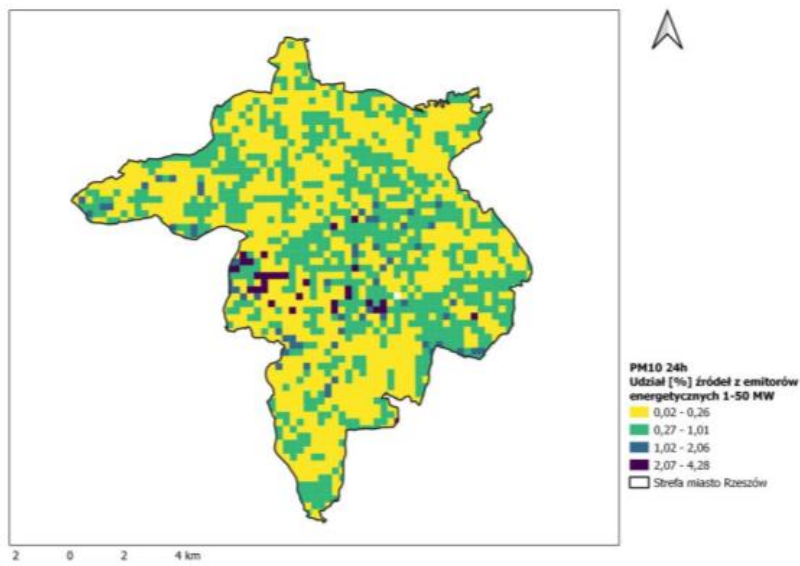 PM10 24h
Udział [%] źródeł z emitorów
energetycznych 1-50 MW
0,02 - 0,26
0,27 - 1,01
1,02 - 2,06
2,07 - 4,28
Strefa miasto Rzeszów
2 0 2 4 km